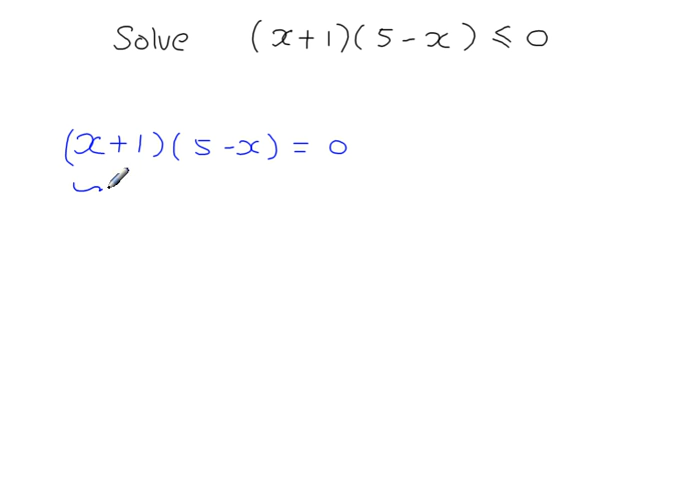 Solve (x+1)(5-x) ≤ 0
(x+1)(5-x) = 0